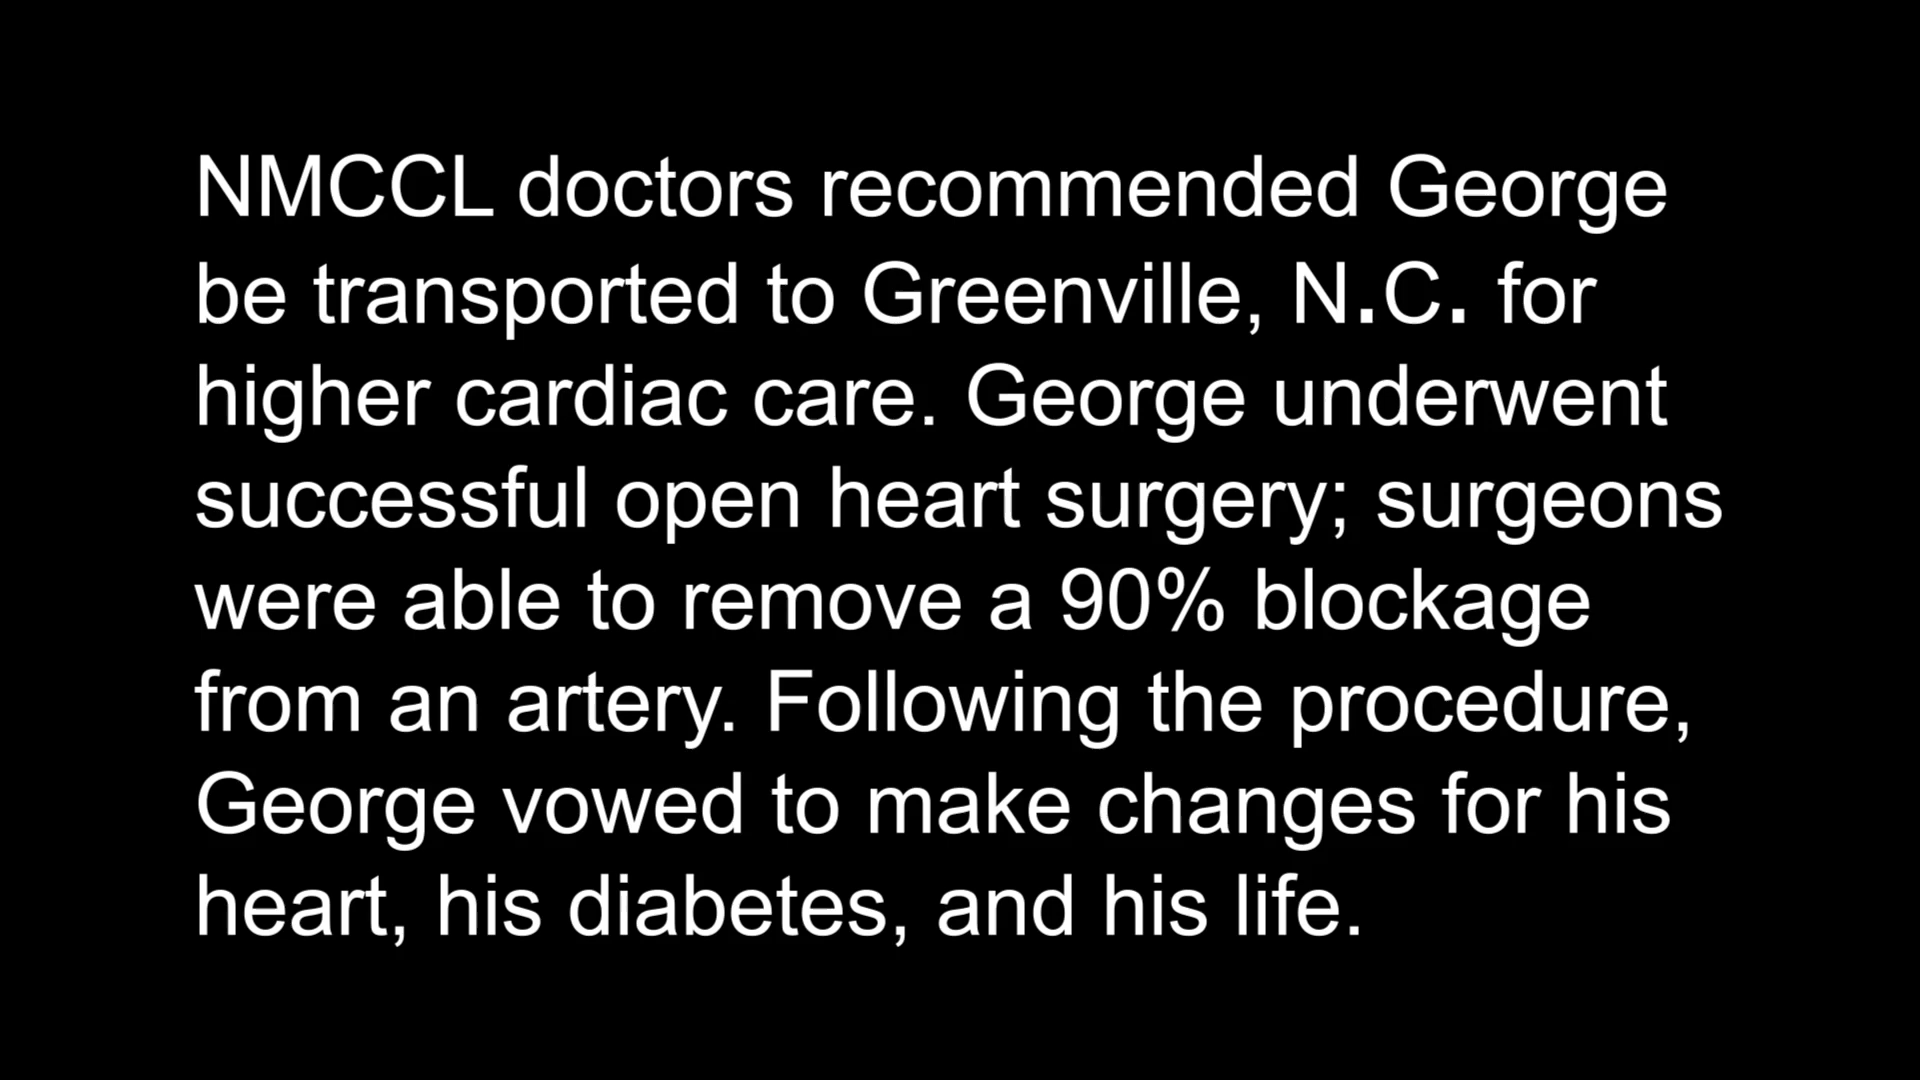 NMCCL doctors recommended George
be transported to Greenville, N.C. for
higher cardiac care. George underwent
successful open heart surgery; surgeons
were able to remove a 90% blockage
from an artery. Following the procedure,
George vowed to make changes for his
heart, his diabetes, and his life.